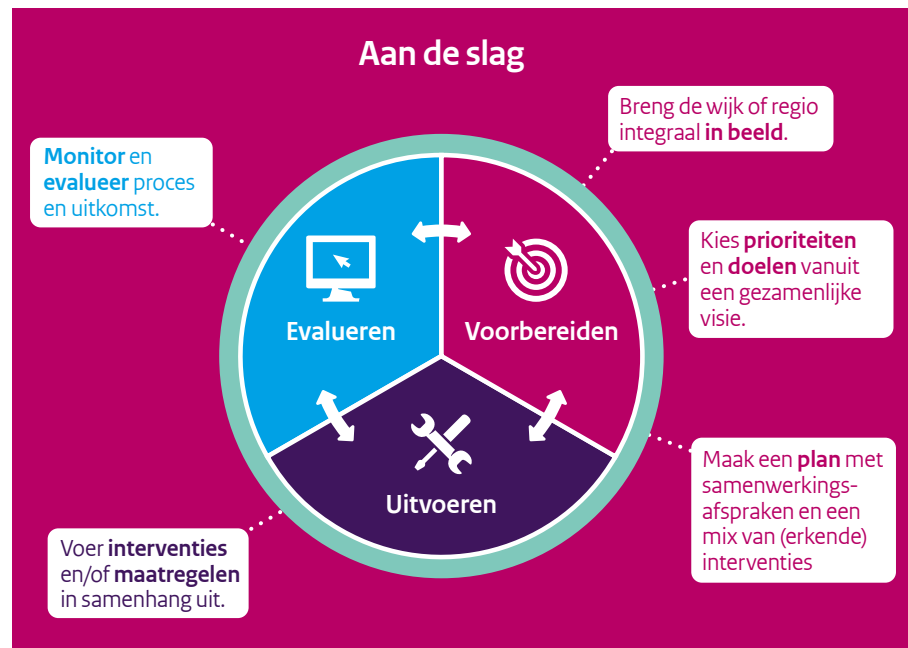 Aan de slag
Breng de wijk of regio
integraal in beeld.
Monitor en
evalueer proces
en uitkomst.
Kies prioriteiten
en doelen vanuit
een gezamenlijke
visie.
Evalueren
Voorbereiden
Maak een plan met
samenwerkings-
afspraken en een
mix van (erkende)
interventies
Uitvoeren
Voer interventies
en/of maatregelen
in samenhang uit.